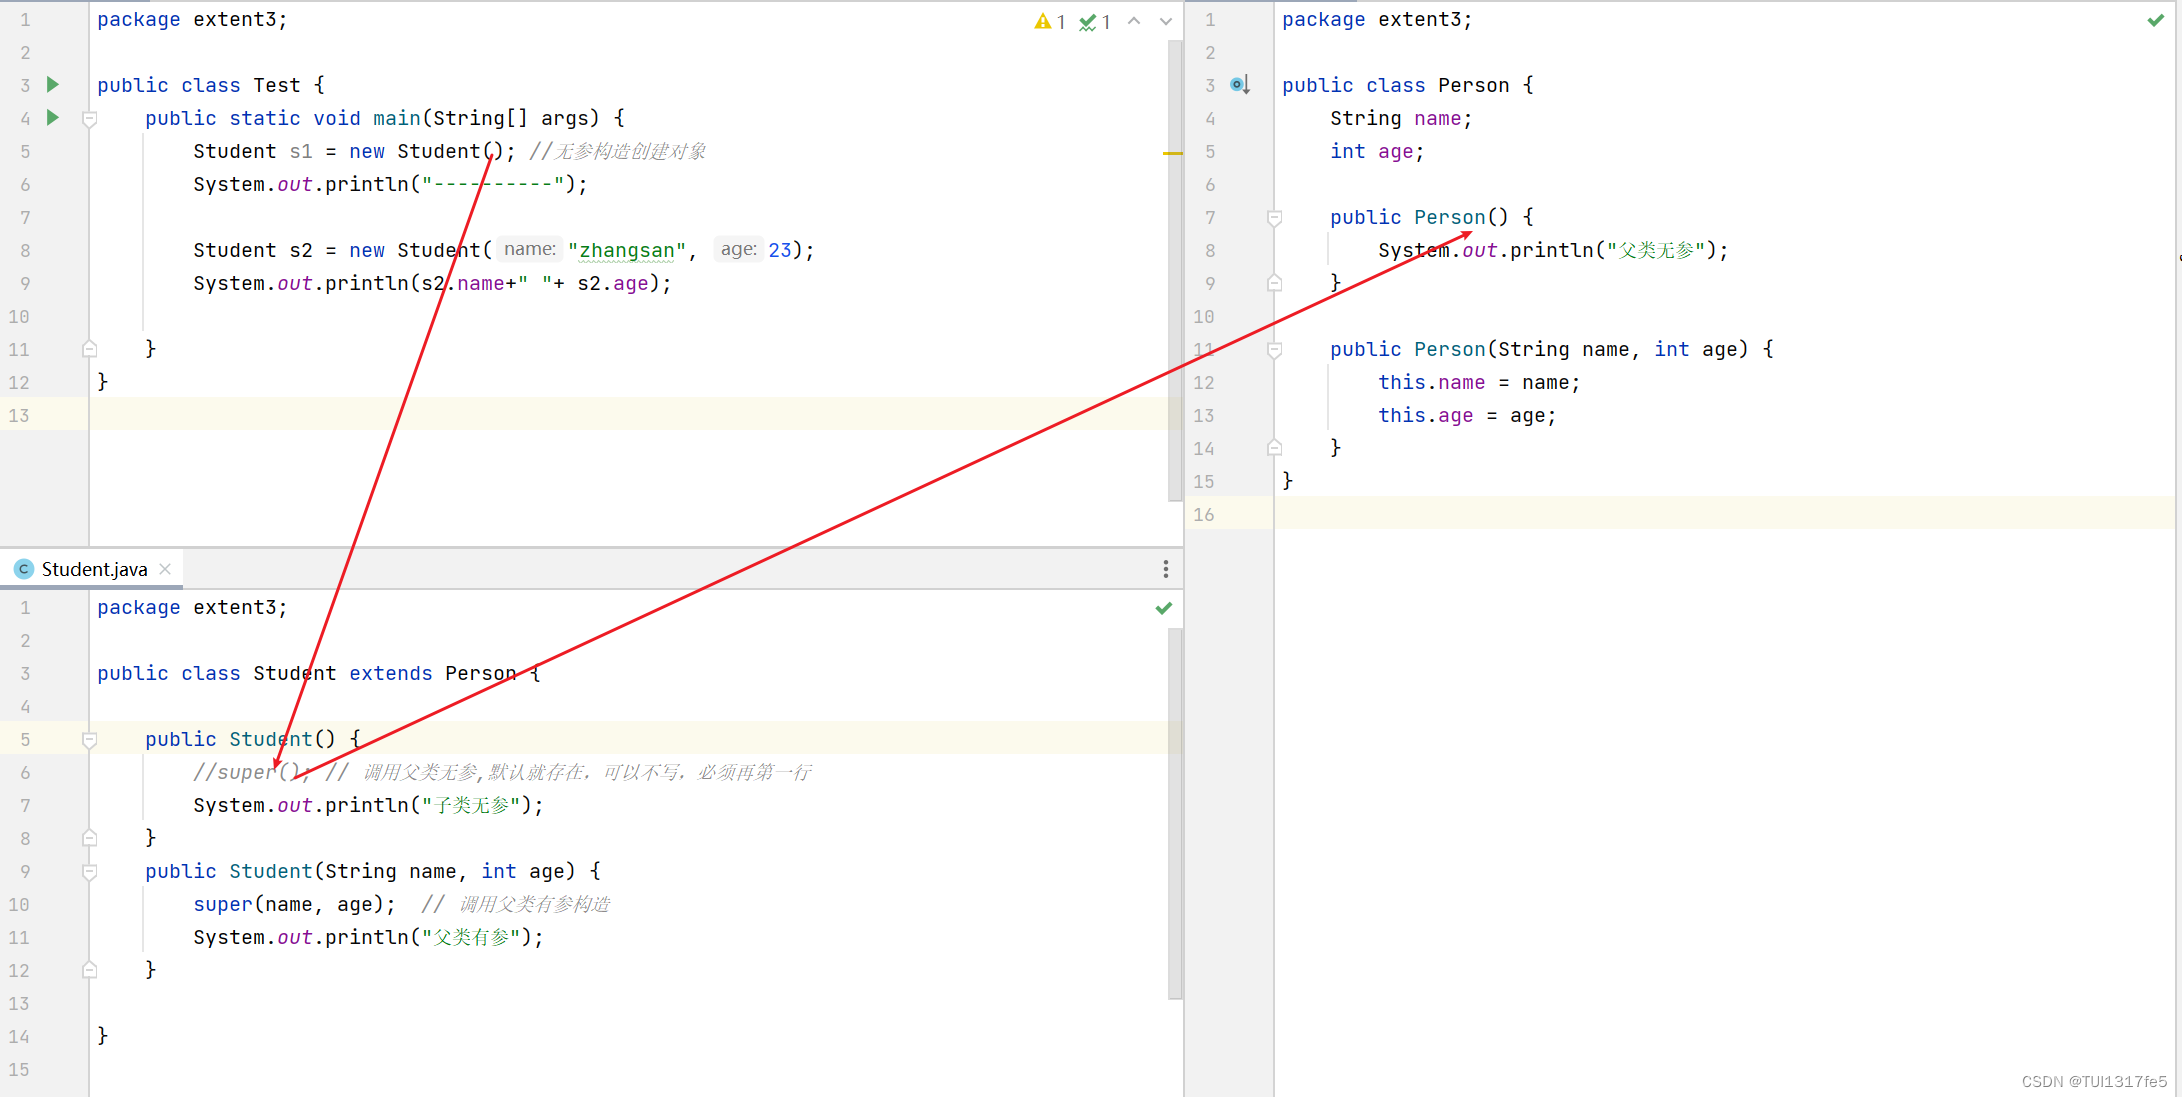 package extent3;
public class Test {
public static void main(String[] args) {
Student s1 = new Student(); //无参构造创建对象
System.out.println("----------");
Student s2 = new Student( name: "zhangsan", age: 23);
System.out.println(s2.name+" "+ s2.age);
}
}
1 1
1
2
3
4
5
6
7
8
9
10
11
12
13
Student.java
1
2
3
4
5
6
7
8
9
10
11
12
13
14
15
package extent3;
public class Student extends Person {
public Student() {
//super(); // 调用父类无参,默认就存在，可以不写，必须再第一行
System.out.println("子类无参");
}
public Student(String name, int age) {
super(name, age); // 调用父类有参构造
System.out.println("父类有参");
}
}
1
2
3
4
5
6
7
8
9
10
11
12
13
14
15
16
package extent3;
public class Person {
String name;
int age;
public Person() {
System.out.println("父类无参");
}
public Person(String name, int age) {
this.name = name;
this.age = age;
}
}
CSDN @TUl1317fe5